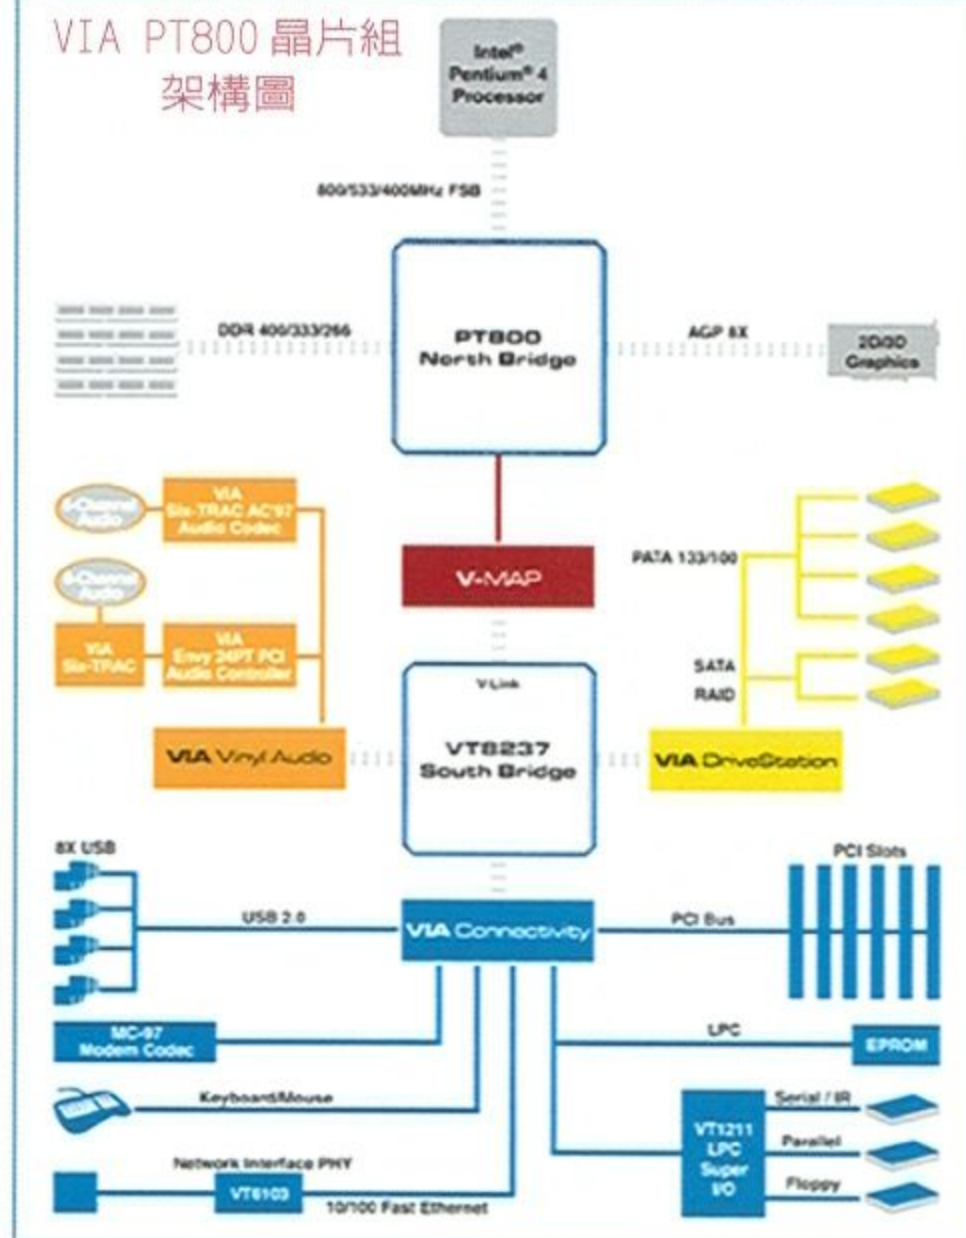 VIA PT800 晶片組
架構圖
Intel®
Pentium® 4
Processor
800/533/400MHz FSB
DDR 400/333/266
PT800
North Bridge
AGP 8X
2D/3D
Graphics
V-MAP
VIA
Six-TRAC AC'97
Audio Codec
-Channel
Audio
-Channel
Audio
VIA
Six-TRAC
VIA
Envy 24PT PCI
Audio Controller
VIA Vinyl Audio
V-Link
VT8237
South Bridge
PATA 133/100
SATA
RAID
VIA DriveStation
8X USB
USB 2.0
VIA Connectivity
PCI Bus
PCI Slots
MC-97
Modem Codec
Keyboard/Mouse
Network Interface PHY
VT6103
10/100 Fast Ethernet
LPC
EPROM
VT1211
LPC
Super
I/O
Serial / IR
Parallel
Floppy